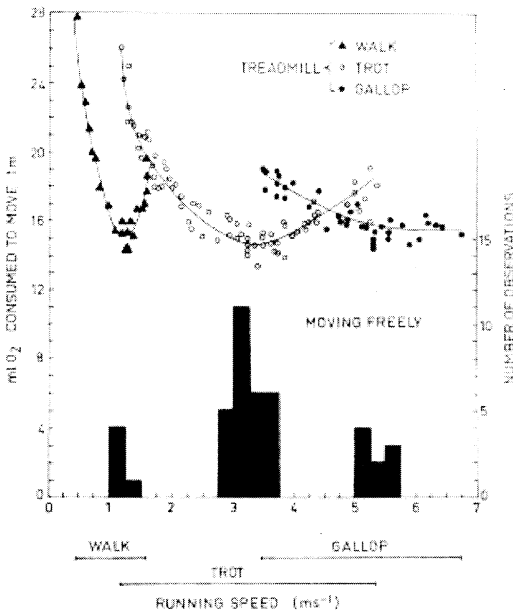 28
24
20
16
12
8
4
0
ml O2 CONSUMED TO MOVE 1m
TREADMILL
WALK
TROT
GALLOP
MOVING FREELY
15
10
5
0
NUMBER OF OBSERVATIONS
0 1 2 3 4 5 6 7
WALK
GALLOP
TROT
RUNNING SPEED (ms⁻¹)